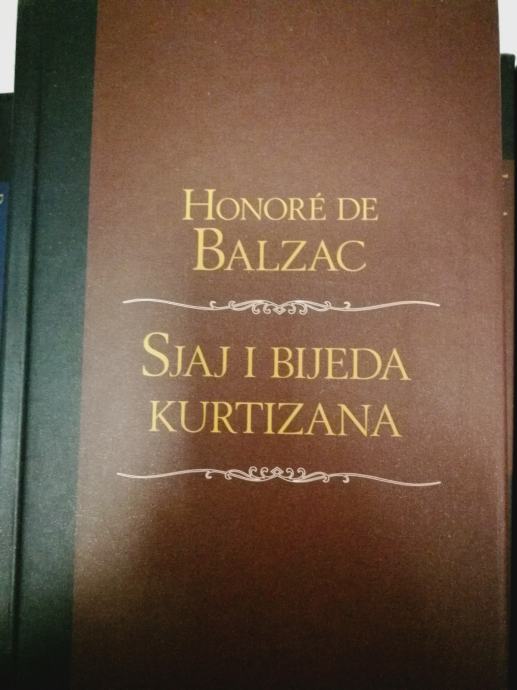 HONORÉ DE
BALZAC
SJAJ I BIJEDA
KURTIZANA